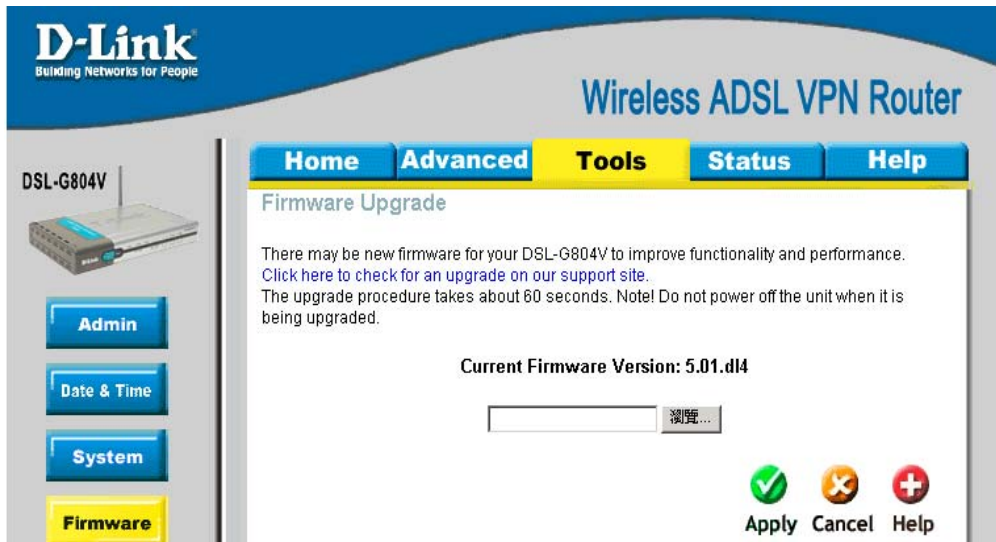 D-Link
Building Networks for People
Wireless ADSL VPN Router
DSL-G804V
Home
Advanced
Tools
Status
Help
Firmware Upgrade
There may be new firmware for your DSL-G804V to improve functionality and performance.
Click here to check for an upgrade on our support site.
The upgrade procedure takes about 60 seconds. Note! Do not power off the unit when it is
being upgraded.
Current Firmware Version: 5.01.dl4
瀏覽...
Admin
Date & Time
System
Firmware
Apply
Cancel
Help